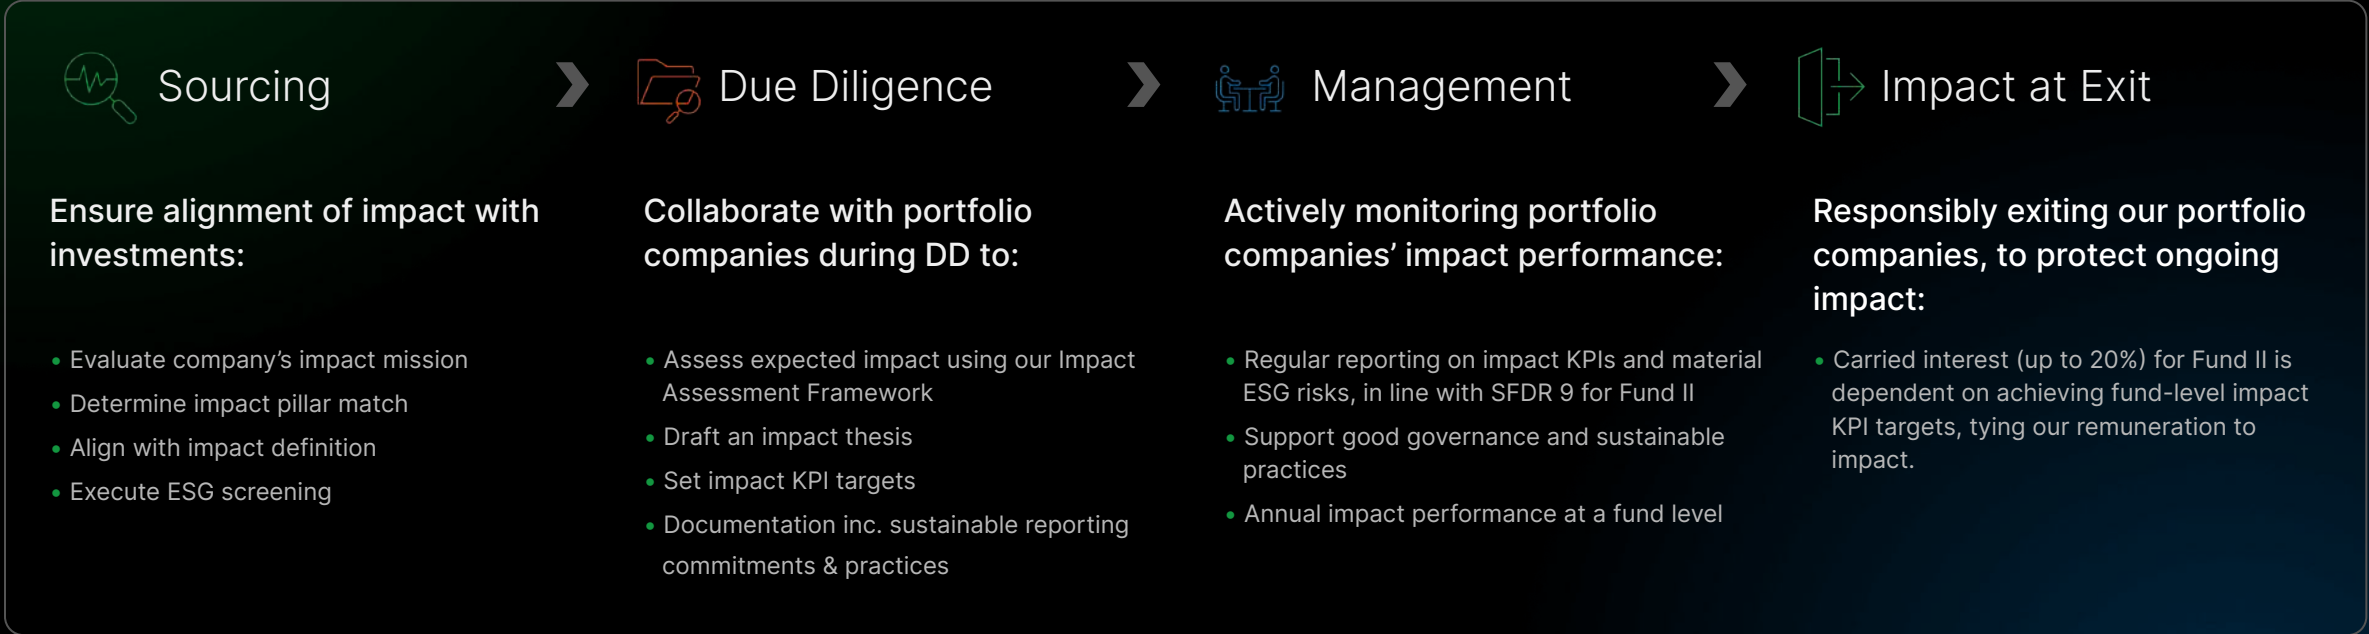 Sourcing
Ensure alignment of impact with
investments:
• Evaluate company’s impact mission
• Determine impact pillar match
• Align with impact definition
• Execute ESG screening
Due Diligence
Collaborate with portfolio
companies during DD to:
• Assess expected impact using our Impact
Assessment Framework
• Draft an impact thesis
• Set impact KPI targets
• Documentation inc. sustainable reporting
commitments & practices
Management
Actively monitoring portfolio
companies’ impact performance:
• Regular reporting on impact KPIs and material
ESG risks, in line with SFDR 9 for Fund II
• Support good governance and sustainable
practices
• Annual impact performance at a fund level
Impact at Exit
Responsibly exiting our portfolio
companies, to protect ongoing
impact:
• Carried interest (up to 20%) for Fund II is
dependent on achieving fund-level impact
KPI targets, tying our remuneration to
impact.